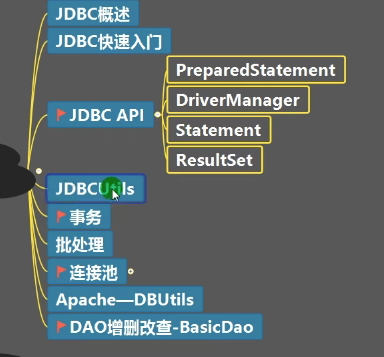 JDBC概述
JDBC快速入门
JDBC API
PreparedStatement
DriverManager
Statement
ResultSet
JDBCUtils
事务
批处理
连接池
Apache—DBUtils
DAO增删改查-BasicDao